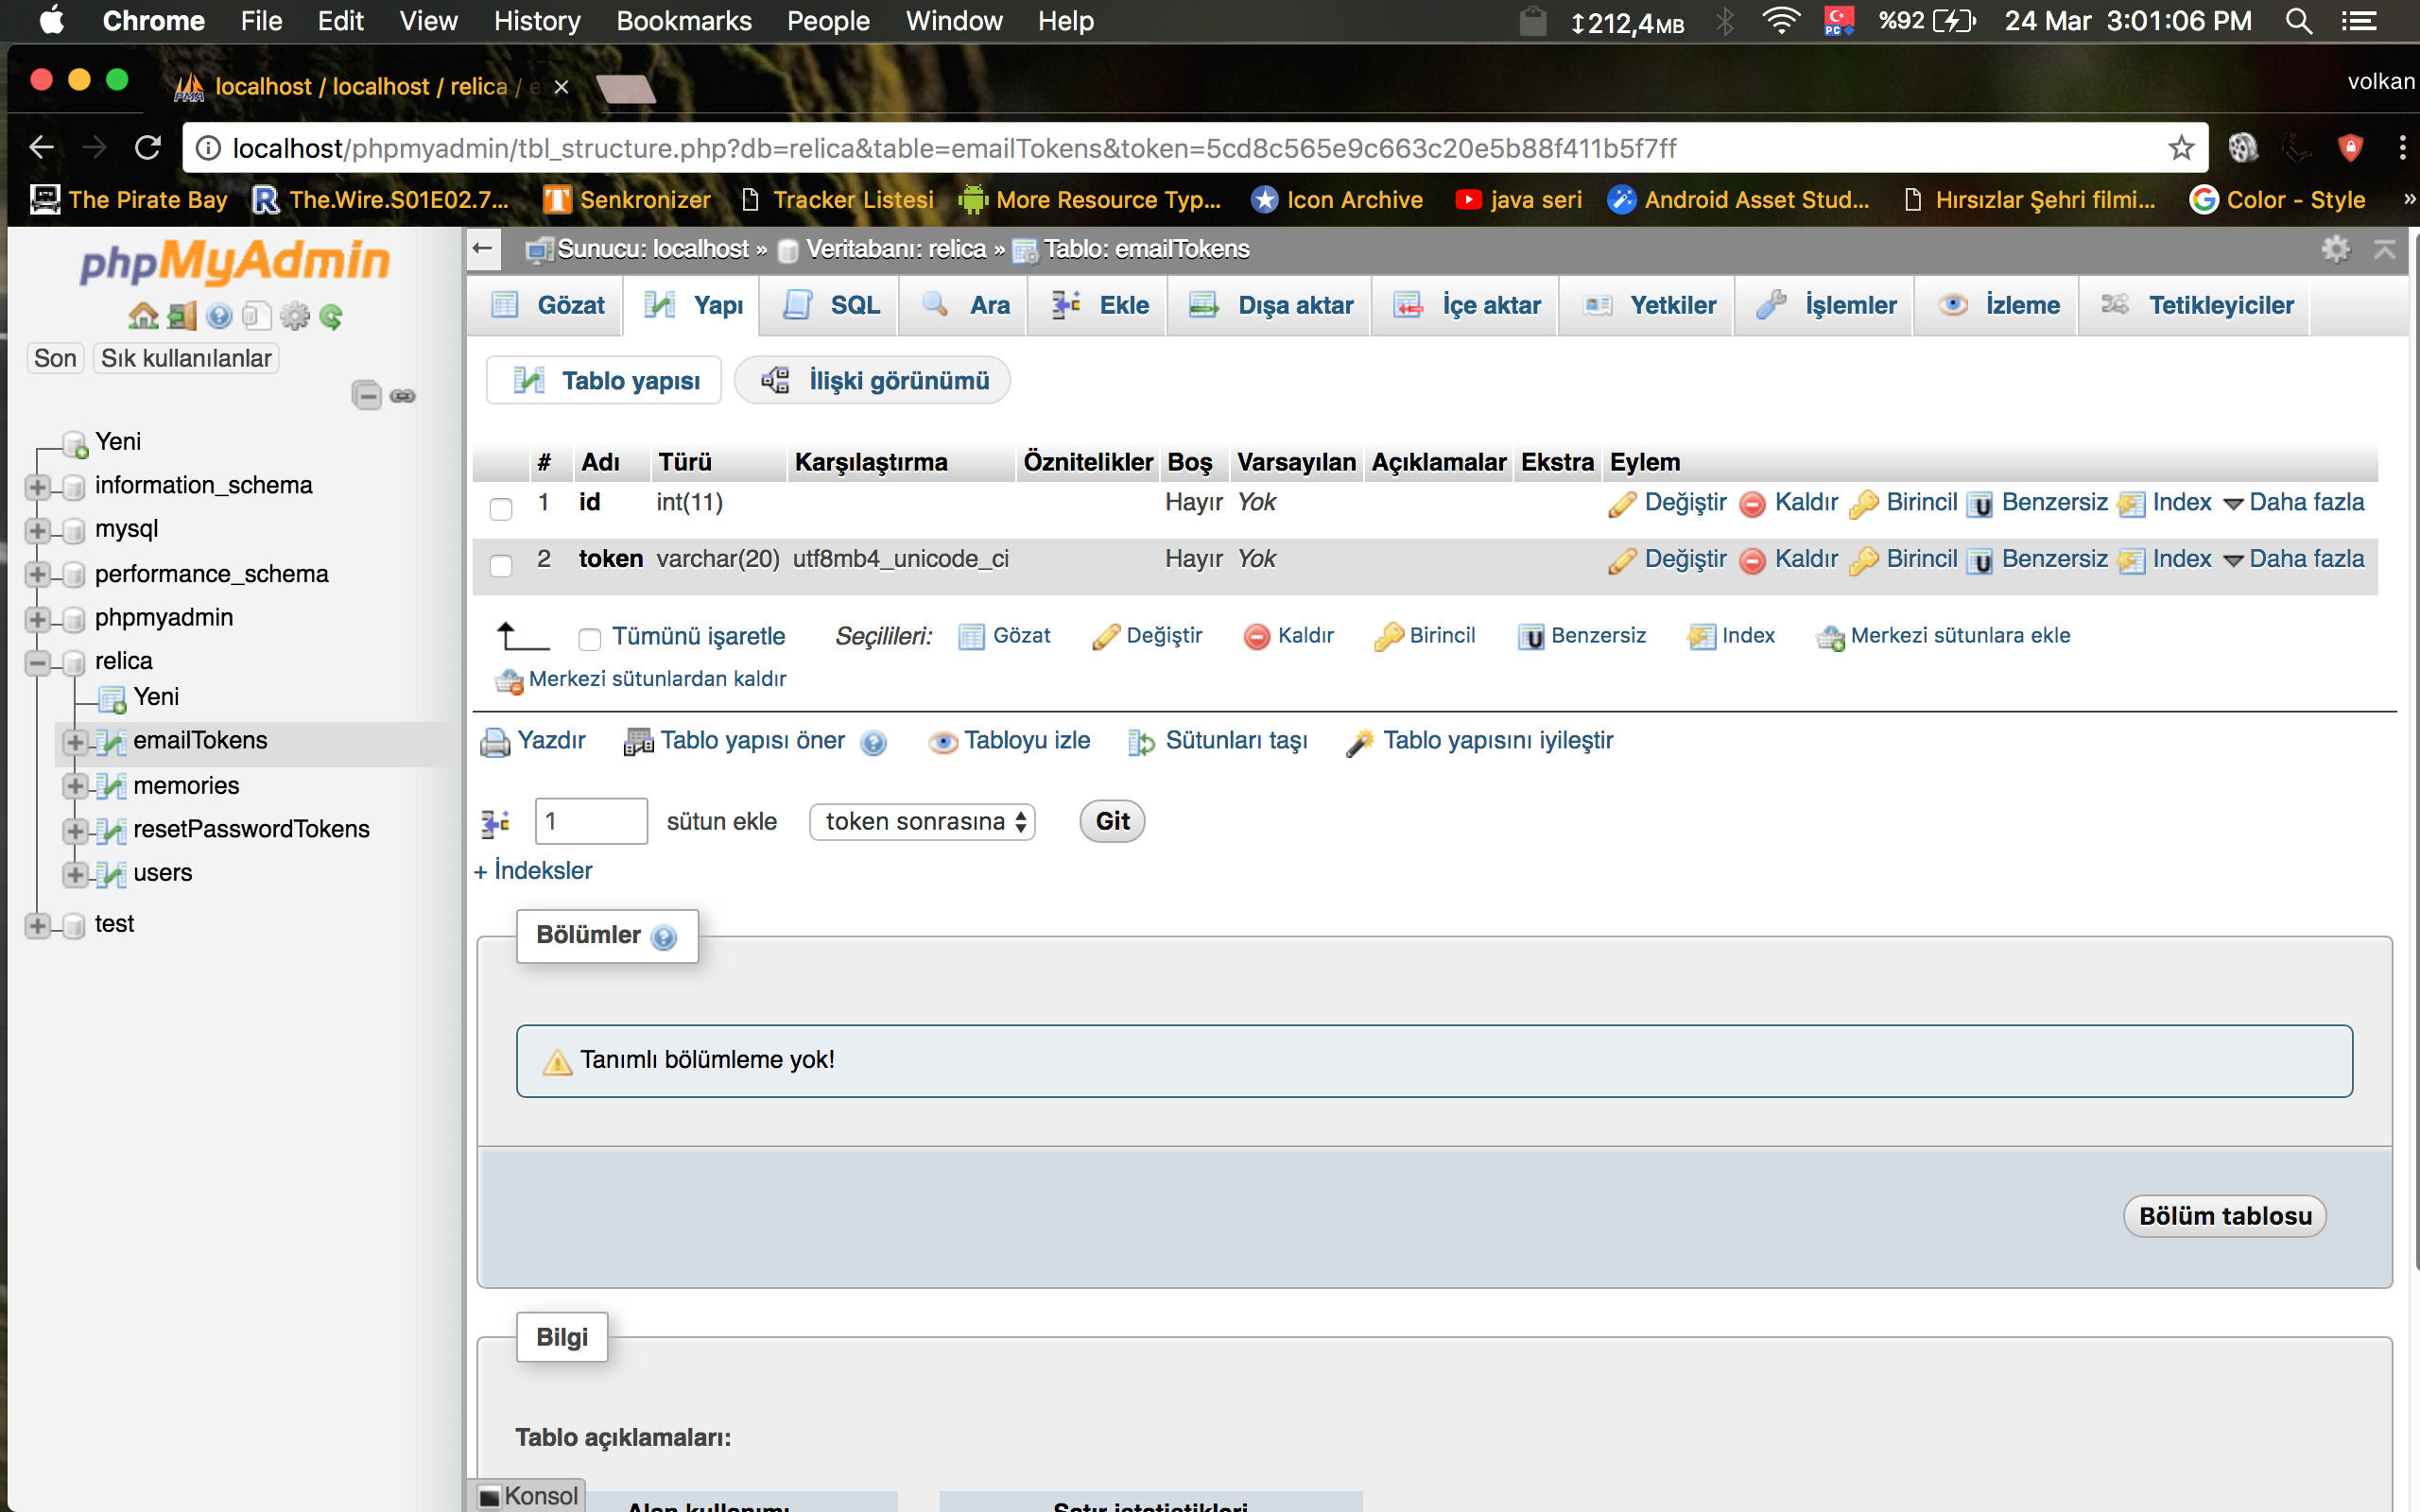 Chrome File Edit View History Bookmarks People Window Help ↕212,4MB PC %92 24 Mar 3:01:06 PM
PMA localhost / localhost / relica / e × volkan
localhost/phpmyadmin/tbl_structure.php?db=relica&table=emailTokens&token=5cd8c565e9c663c20e5b88f411b5f7ff
The Pirate Bay The.Wire.S01E02.7... Senkronizer Tracker Listesi More Resource Typ... Icon Archive java seri Android Asset Stud... Hırsızlar Şehri filmi... Color - Style »
phpMyAdmin
Son Sık kullanılanlar
Yeni
information_schema
mysql
performance_schema
phpmyadmin
relica
Yeni
emailTokens
memories
resetPasswordTokens
users
test
Sunucu: localhost » Veritabanı: relica » Tablo: emailTokens
Gözat Yapı SQL Ara Ekle Dışa aktar İçe aktar Yetkiler İşlemler İzleme Tetikleyiciler
Tablo yapısı İlişki görünümü
# Adı Türü Karşılaştırma Öznitelikler Boş Varsayılan Açıklamalar Ekstra Eylem
1 id int(11) Hayır Yok Değiştir Kaldır Birincil Benzersiz Index Daha fazla
2 token varchar(20) utf8mb4_unicode_ci Hayır Yok Değiştir Kaldır Birincil Benzersiz Index Daha fazla
Tümünü işaretle Seçilileri: Gözat Değiştir Kaldır Birincil Benzersiz Index Merkezi sütunlara ekle
Merkezi sütunlardan kaldır
Yazdır Tablo yapısı öner Tabloyu izle Sütunları taşı Tablo yapısını iyileştir
1 sütun ekle token sonrasına Git
+ İndeksler
Bölümler
Tanımlı bölümleme yok!
Bölüm tablosu
Bilgi
Tablo açıklamaları:
Konsol Alan kullanımı Satır istatistikleri